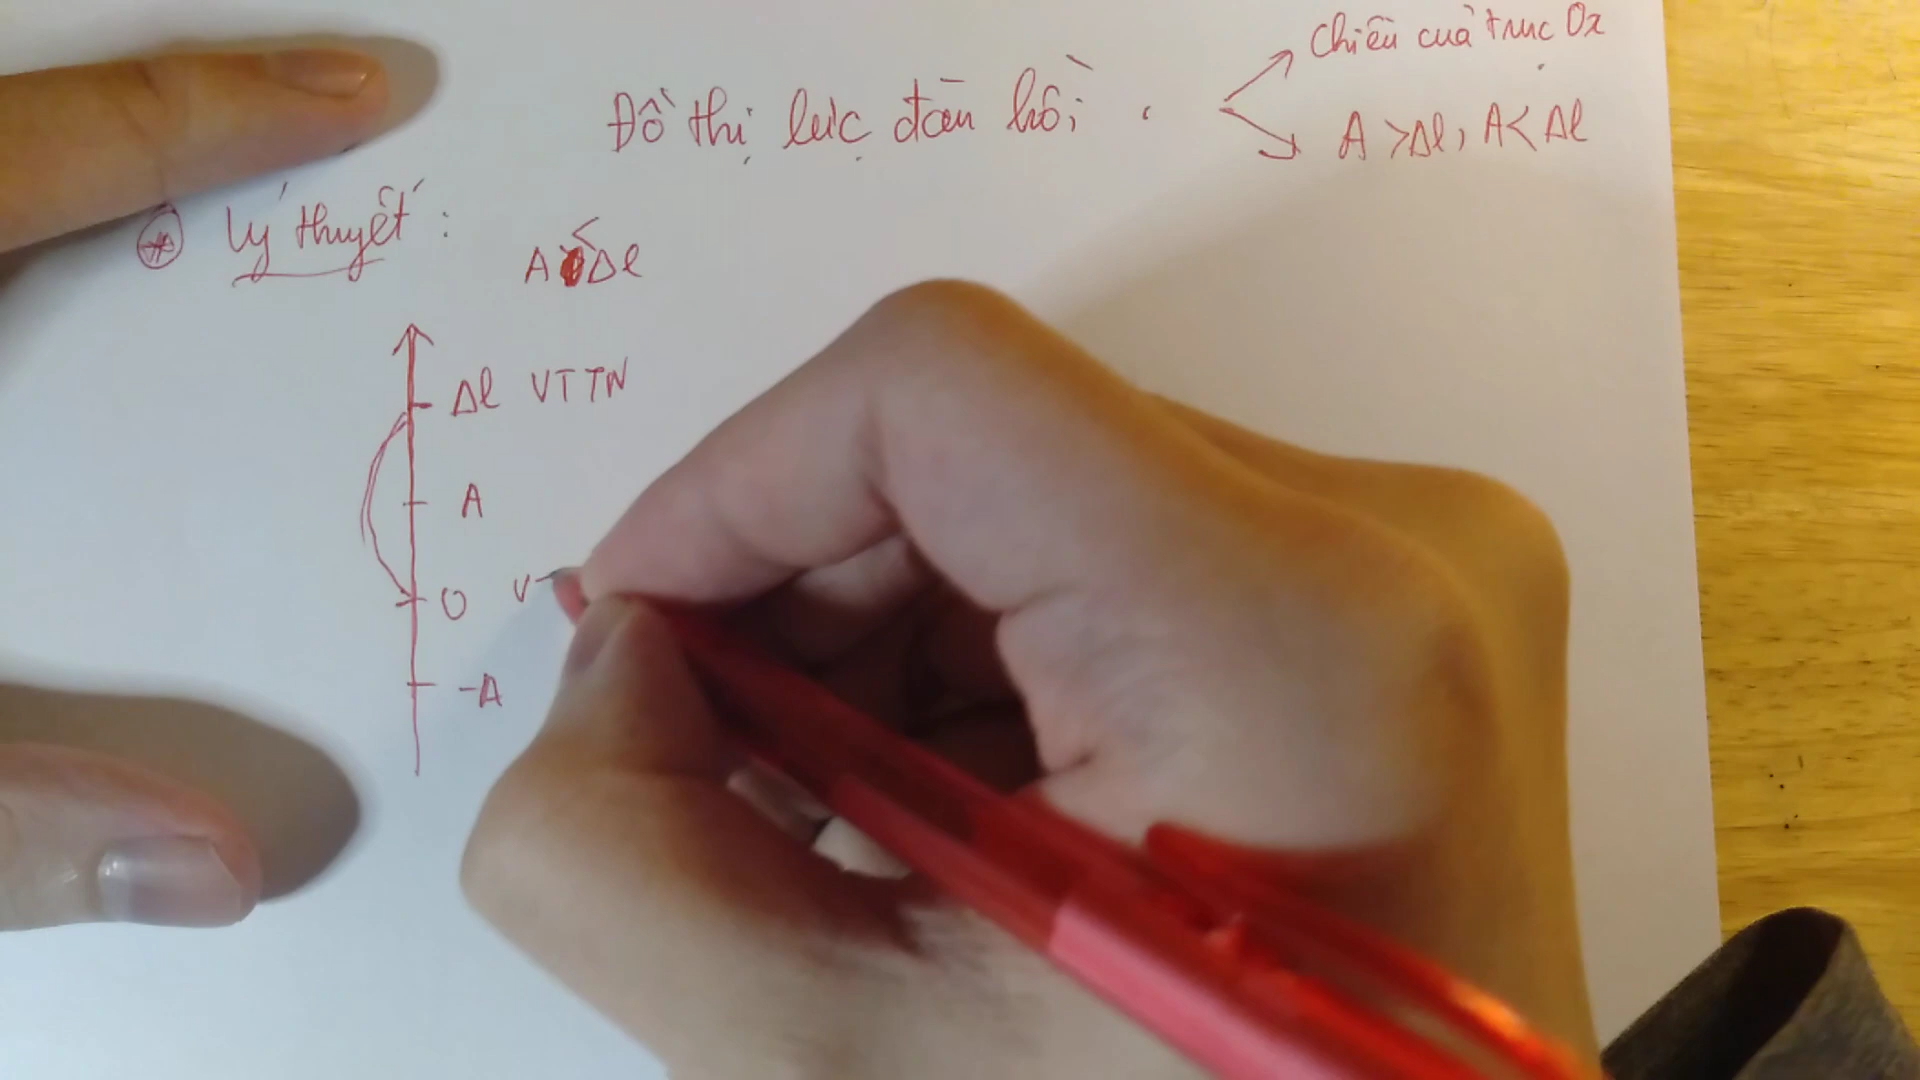 Chiều của trục Ox
Đồ thị lực đàn hồi :
A > Δl, A < Δl
* Lý thuyết :
A < Δl
Δl VTTN
A
O V
-A